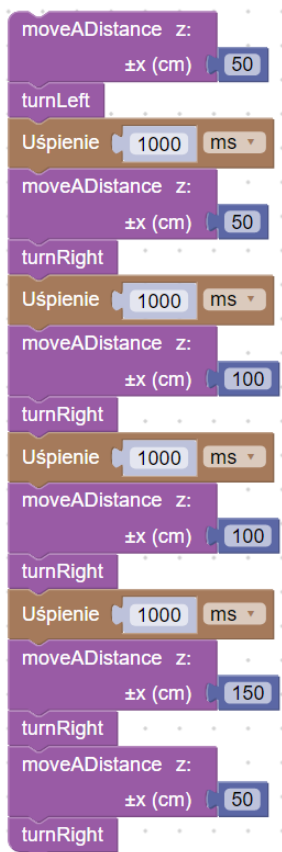 moveADistance z:
±x (cm) 50
turnLeft
Uśpienie 1000 ms
moveADistance z:
±x (cm) 50
turnRight
Uśpienie 1000 ms
moveADistance z:
±x (cm) 100
turnRight
Uśpienie 1000 ms
moveADistance z:
±x (cm) 100
turnRight
Uśpienie 1000 ms
moveADistance z:
±x (cm) 150
turnRight
moveADistance z:
±x (cm) 50
turnRight